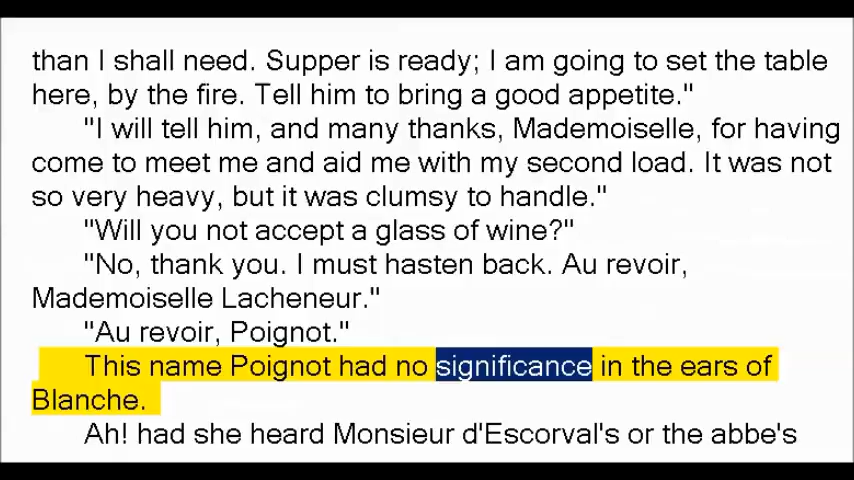 than I shall need. Supper is ready; I am going to set the table
here, by the fire. Tell him to bring a good appetite."
"I will tell him, and many thanks, Mademoiselle, for having
come to meet me and aid me with my second load. It was not
so very heavy, but it was clumsy to handle."
"Will you not accept a glass of wine?"
"No, thank you. I must hasten back. Au revoir,
Mademoiselle Lacheneur."
"Au revoir, Poignot."
This name Poignot had no significance in the ears of
Blanche.
Ah! had she heard Monsieur d'Escorval's or the abbe's